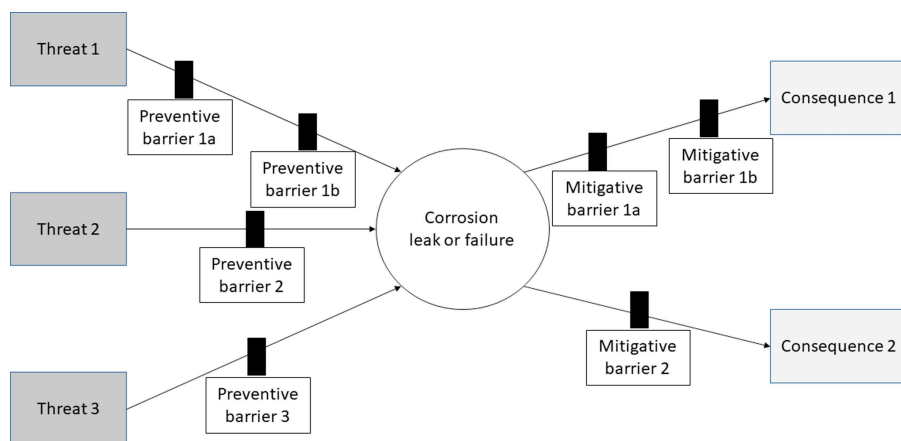 Threat 1
Preventive
barrier 1a
Preventive
barrier 1b
Threat 2
Preventive
barrier 2
Threat 3
Preventive
barrier 3
Corrosion
leak or failure
Mitigative
barrier 1a
Mitigative
barrier 1b
Consequence 1
Mitigative
barrier 2
Consequence 2